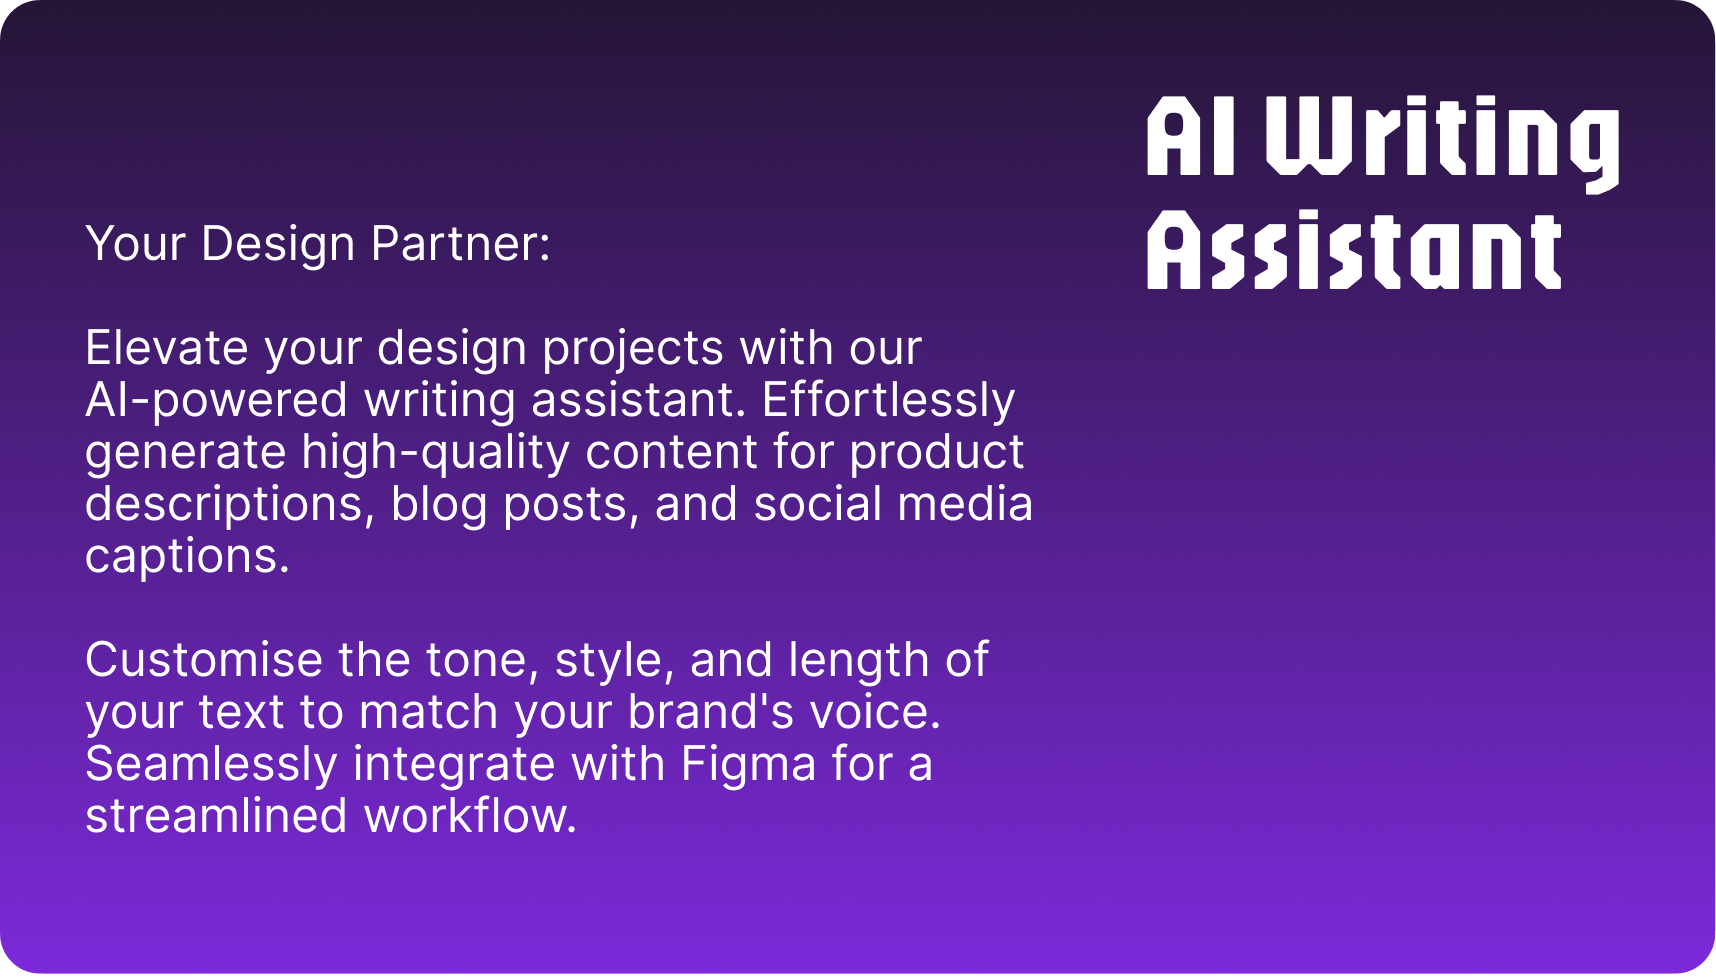 AI Writing
Assistant
Your Design Partner:
Elevate your design projects with our
AI-powered writing assistant. Effortlessly
generate high-quality content for product
descriptions, blog posts, and social media
captions.
Customise the tone, style, and length of
your text to match your brand's voice.
Seamlessly integrate with Figma for a
streamlined workflow.